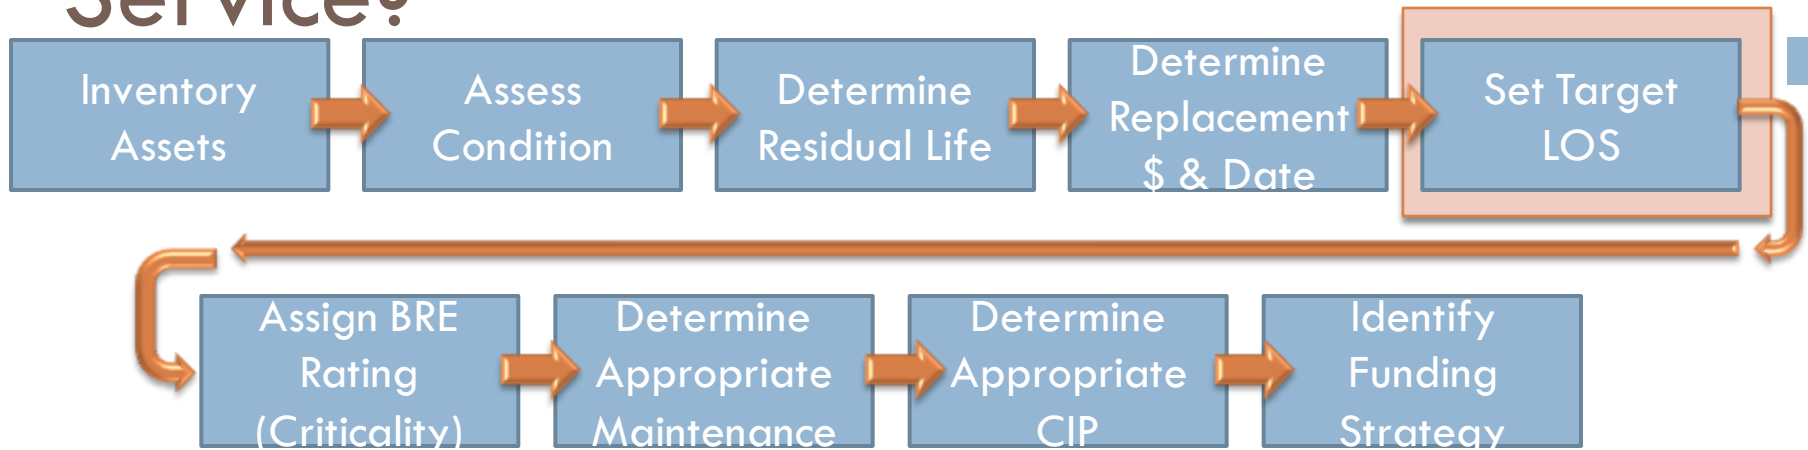 Service?
Inventory
Assets
Assess
Condition
Determine
Residual Life
Determine
Replacement
$ & Date
Set Target
LOS
Assign BRE
Rating
(Criticality)
Determine
Appropriate
Maintenance
Determine
Appropriate
CIP
Identify
Funding
Strategy